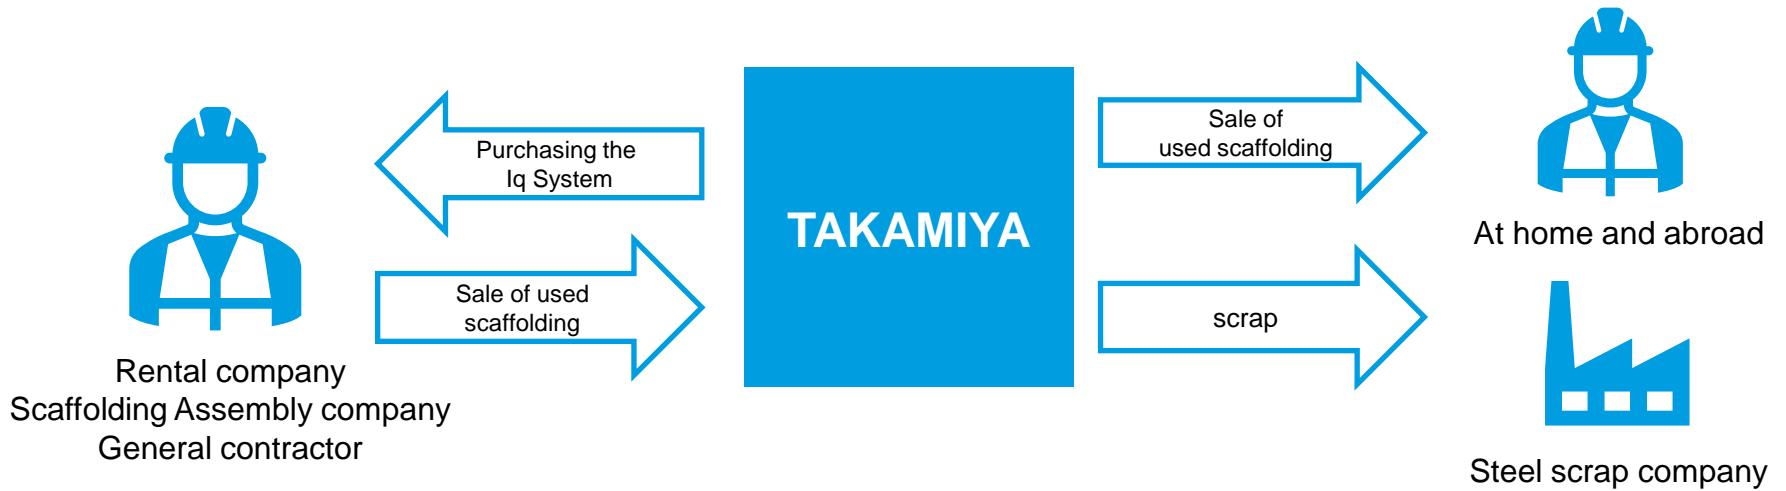 Purchasing the
Iq System
Sale of used
scaffolding
Rental company
Scaffolding Assembly company
General contractor
TAKAMIYA
Sale of
used scaffolding
At home and abroad
scrap
Steel scrap company